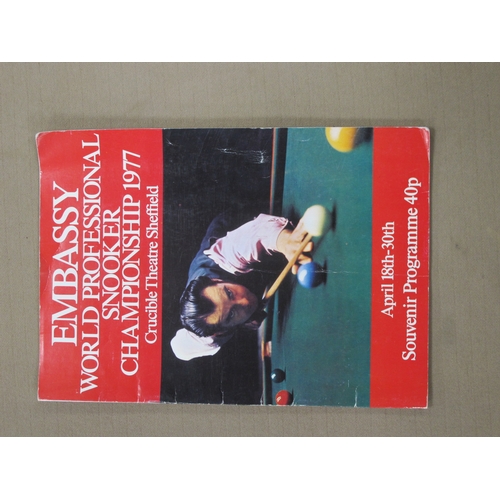 EMBASSY
WORLD PROFESSIONAL
SNOOKER
CHAMPIONSHIP 1977
Crucible Theatre Sheffield
April 18th-30th
Souvenir Programme 40p